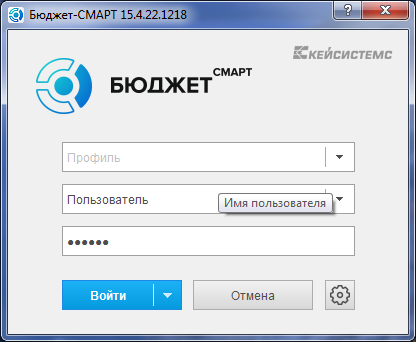 Бюджет-СМАРТ 15.4.22.1218
КЕЙСИСТЕМС
БЮДЖЕТ СМАРТ
Профиль
Пользователь
Имя пользователя
Войти
Отмена